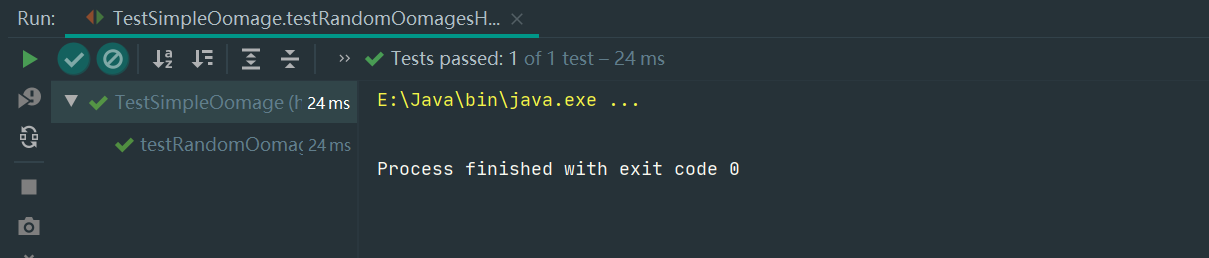 Run: TestSimpleOomage.testRandomOomagesH... ×
» Tests passed: 1 of 1 test – 24 ms
TestSimpleOomage (h 24 ms
E:\Java\bin\java.exe ...
testRandomOomag 24 ms
Process finished with exit code 0